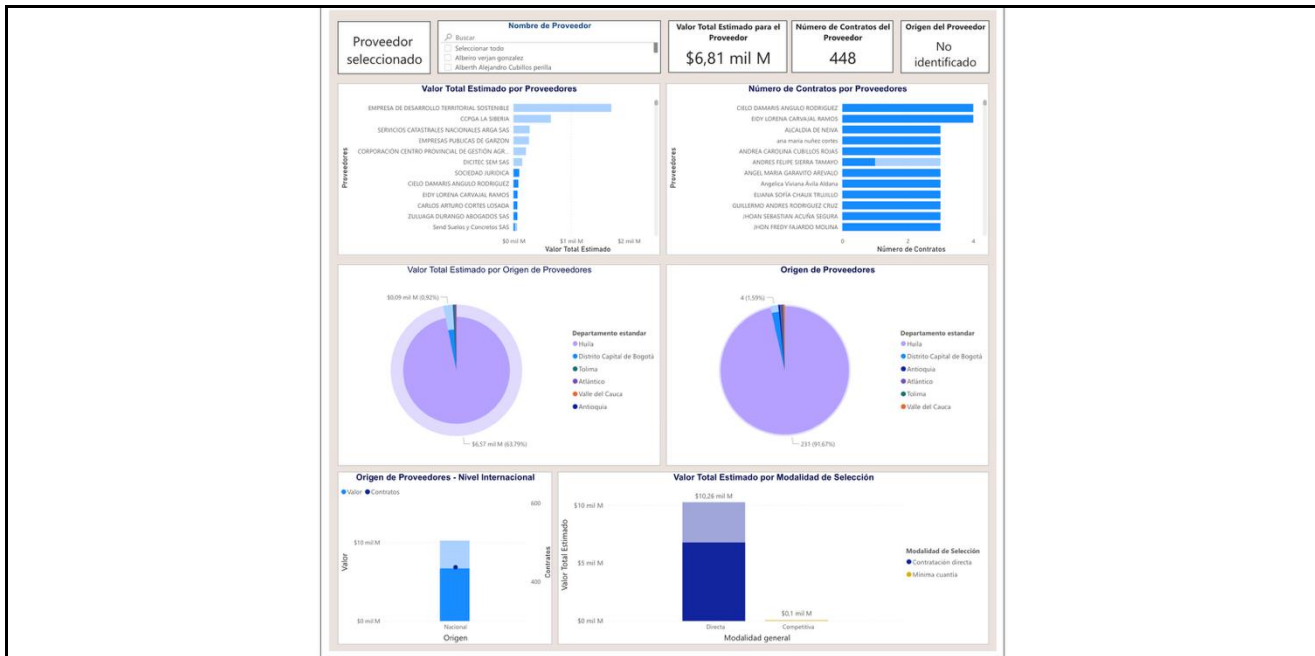 Proveedor
seleccionado
Nombre de Proveedor
Buscar
Seleccionar todo
Albeiro verjan gonzalez
Alberth Alejandro Cubillos perilla
Valor Total Estimado para el
Proveedor
$6,81 mil M
Número de Contratos del
Proveedor
448
Origen del Proveedor
No
identificado
Valor Total Estimado por Proveedores
Proveedores
EMPRESA DE DESARROLLO TERRITORIAL SOSTENIBLE
CCPGA LA SIBERIA
SERVICIOS CATASTRALES NACIONALES ARGA SAS
EMPRESAS PUBLICAS DE GARZON
CORPORACIÓN CENTRO PROVINCIAL DE GESTIÓN AGR...
DICITEC SEM SAS
SOCIEDAD JURIDICA
CIELO DAMARIS ANGULO RODRIGUEZ
EIDY LORENA CARVAJAL RAMOS
CARLOS ARTURO CORTES LOSADA
ZULUAGA DURANGO ABOGADOS SAS
Send Suelos y Concretos SAS
$0 mil M $1 mil M $2 mil M
Valor Total Estimado
Número de Contratos por Proveedores
Proveedores
CIELO DAMARIS ANGULO RODRIGUEZ
EIDY LORENA CARVAJAL RAMOS
ALCALDIA DE NEIVA
ana maria nuñez cortes
ANDREA CAROLINA CUBILLOS ROJAS
ANDRES FELIPE SIERRA TAMAYO
ANGEL MARIA GARAVITO AREVALO
Angelica Viviana Ávila Aldana
ELIANA SOFÍA CHAUX TRUJILLO
GUILLERMO ANDRES RODRIGUEZ CRUZ
JHOAN SEBASTIAN ACUÑA SEGURA
JHON FREDY FAJARDO MOLINA
0 2 4
Número de Contratos
Valor Total Estimado por Origen de Proveedores
$0,09 mil M (0,92%)
$6,57 mil M (63,79%)
Departamento estandar
Huila
Distrito Capital de Bogotá
Tolima
Atlántico
Valle del Cauca
Antioquia
Origen de Proveedores
4 (1,59%)
231 (91,67%)
Departamento estandar
Huila
Distrito Capital de Bogotá
Antioquia
Atlántico
Tolima
Valle del Cauca
Origen de Proveedores - Nivel Internacional
Valor Contratos
Valor
$10 mil M
$0 mil M
600
400
Contratos
Nacional
Origen
Valor Total Estimado por Modalidad de Selección
Valor Total Estimado
$10 mil M
$5 mil M
$0 mil M
$10,26 mil M
$0,1 mil M
Directa Competitiva
Modalidad general
Modalidad de Selección
Contratación directa
Mínima cuantía